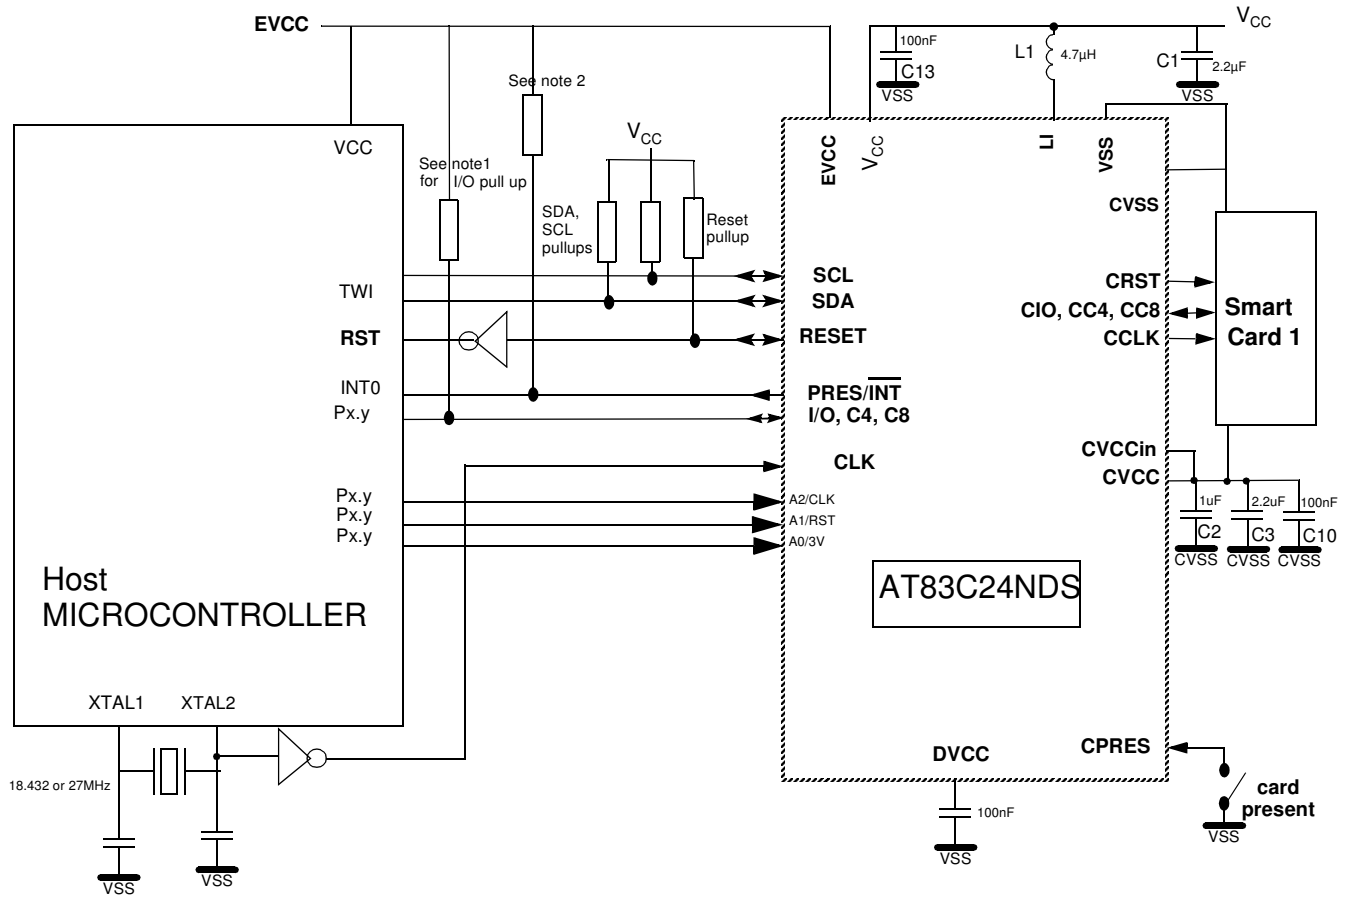 EVCC
VCC
100nF
C13
VSS
L1
4.7µH
C1
2.2µF
VSS
See note 2
VCC
VCC
See note1
for I/O pull up
SDA,
SCL
pullups
Reset
pullup
EVCC
VCC
LI
VSS
CVSS
TWI
RST
INT0
Px.y
Px.y
Px.y
Px.y
SCL
SDA
RESET
PRES/INT
I/O, C4, C8
CLK
A2/CLK
A1/RST
A0/3V
CRST
CIO, CC4, CC8
CCLK
Smart
Card 1
CVCCin
CVCC
1uF
C2
CVSS
2.2uF
C3
CVSS
100nF
C10
CVSS
Host
MICROCONTROLLER
AT83C24NDS
XTAL1
XTAL2
18.432 or 27MHz
VSS
VSS
DVCC
100nF
VSS
CPRES
card
present
VSS